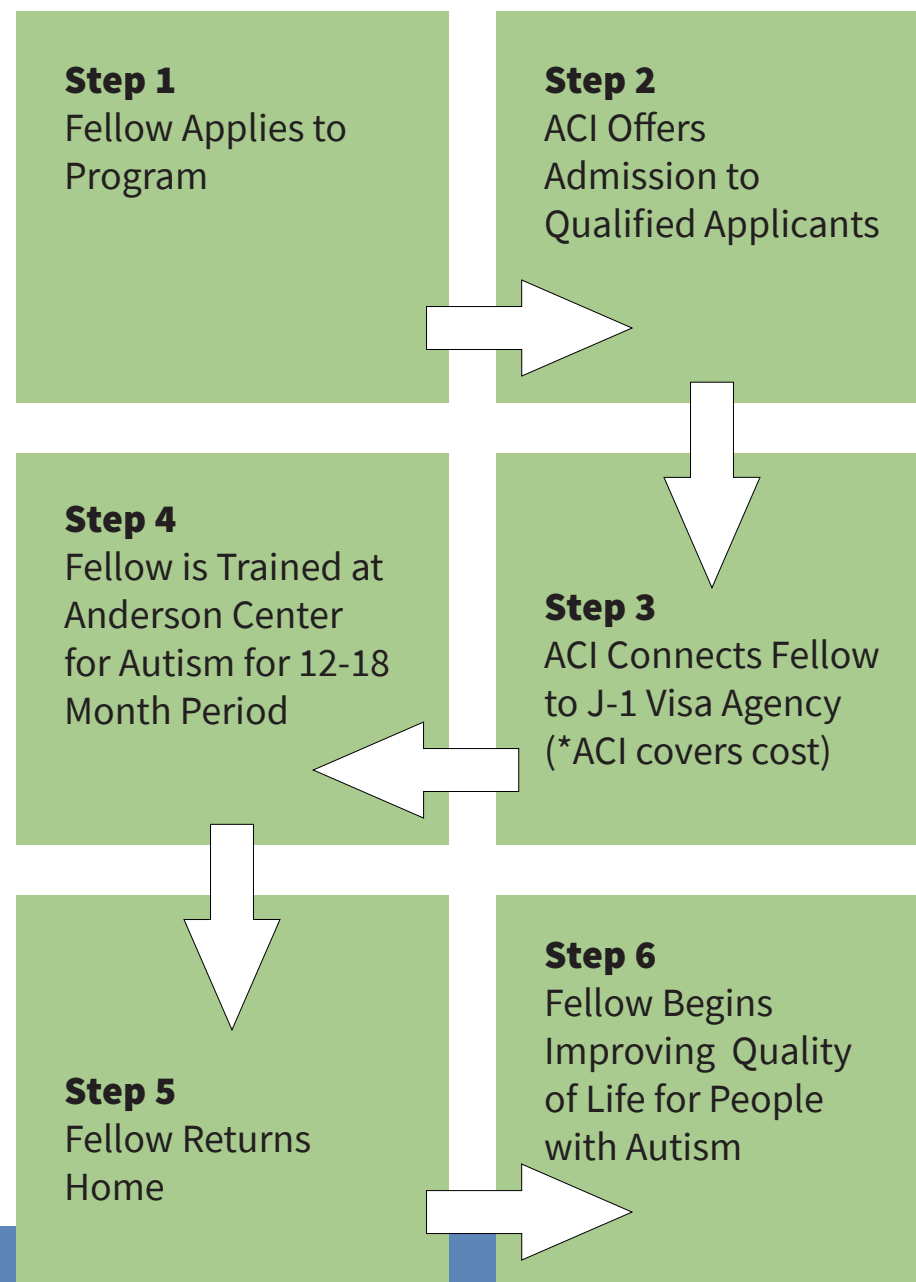 Step 1
Fellow Applies to
Program
Step 2
ACI Offers
Admission to
Qualified Applicants
Step 3
ACI Connects Fellow
to J-1 Visa Agency
(*ACI covers cost)
Step 4
Fellow is Trained at
Anderson Center
for Autism for 12-18
Month Period
Step 5
Fellow Returns
Home
Step 6
Fellow Begins
Improving  Quality
of Life for People
with Autism